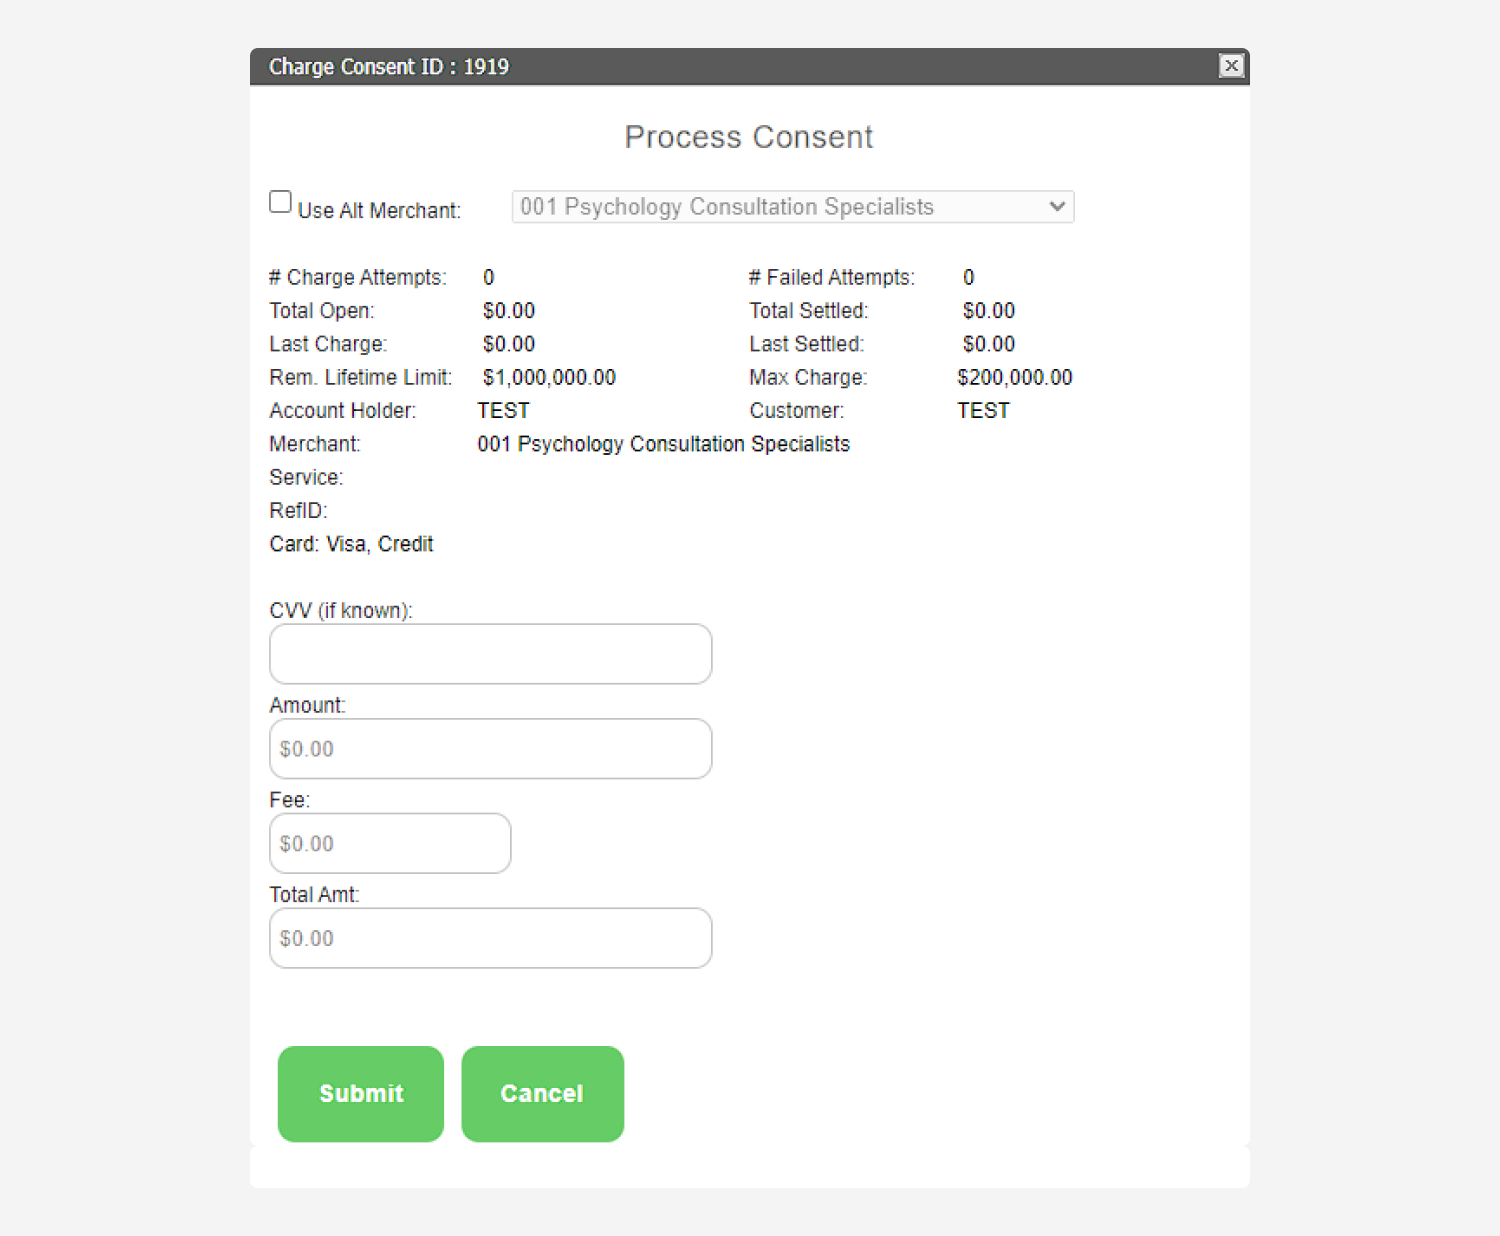 Charge Consent ID : 1919
Process Consent
Use Alt Merchant: 001 Psychology Consultation Specialists
# Charge Attempts: 0 # Failed Attempts: 0
Total Open: $0.00 Total Settled: $0.00
Last Charge: $0.00 Last Settled: $0.00
Rem. Lifetime Limit: $1,000,000.00 Max Charge: $200,000.00
Account Holder: TEST Customer: TEST
Merchant: 001 Psychology Consultation Specialists
Service:
RefID:
Card: Visa, Credit
CVV (if known):
Amount:
$0.00
Fee:
$0.00
Total Amt:
$0.00
Submit Cancel